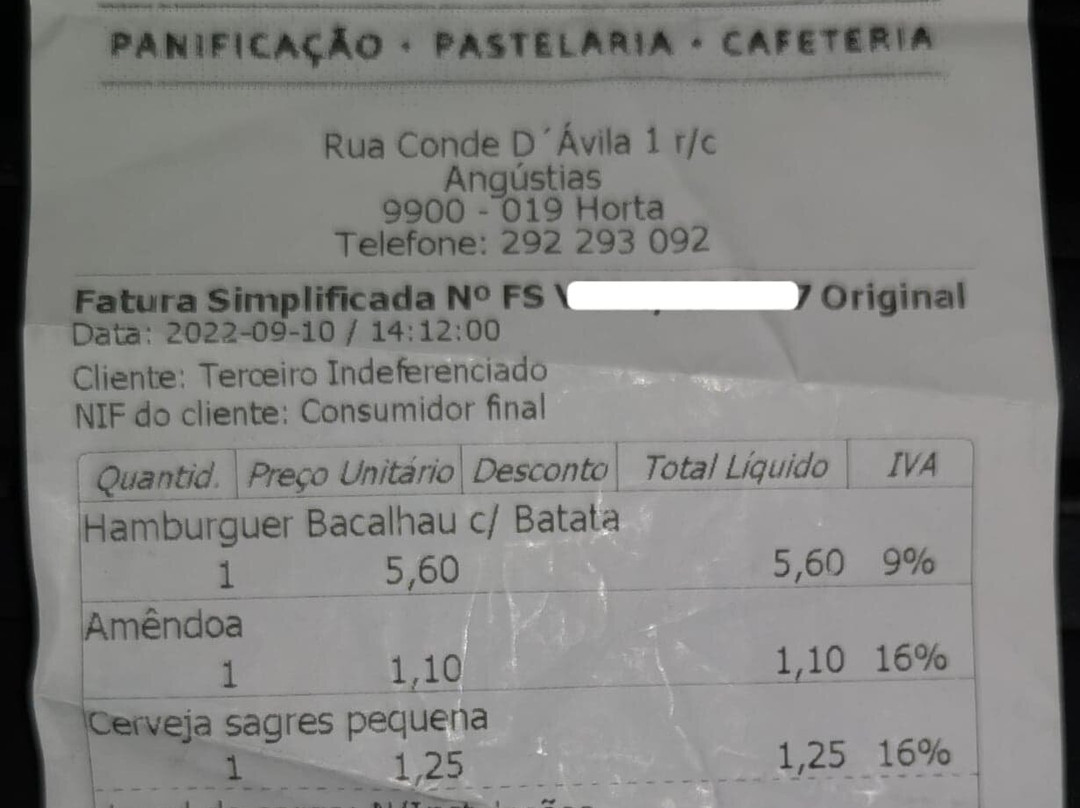 PANIFICAÇÃO · PASTELARIA · CAFETERIA
Rua Conde D´Ávila 1 r/c
Angústias
9900 - 019 Horta
Telefone: 292 293 092
Fatura Simplificada Nº FS 7 Original
Data: 2022-09-10 / 14:12:00
Cliente: Terceiro Indeferenciado
NIF do cliente: Consumidor final
Quantid. Preço Unitário Desconto Total Líquido IVA
Hamburguer Bacalhau c/ Batata
1 5,60 5,60 9%
Amêndoa
1 1,10 1,10 16%
Cerveja sagres pequena
1 1,25 1,25 16%